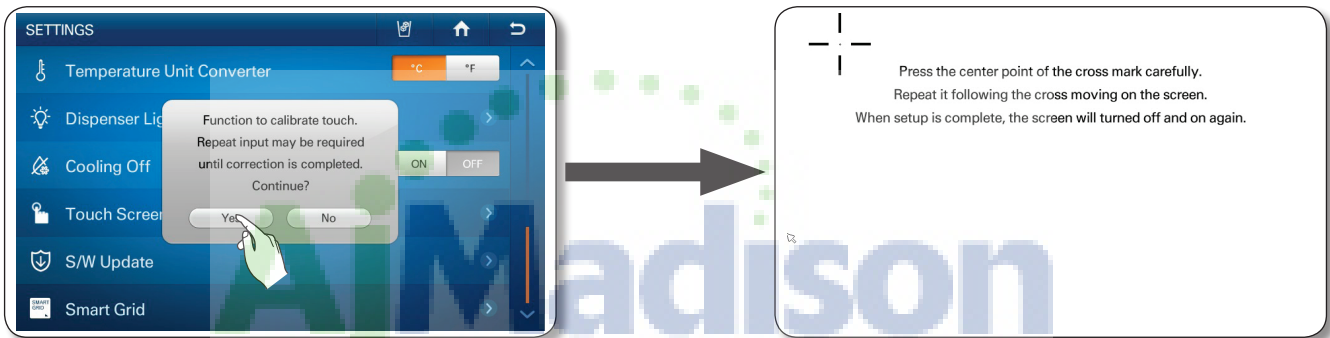 SETTINGS
Temperature Unit Converter
°C °F
Dispenser Lig
Cooling Off
ON OFF
Touch Screen
S/W Update
SMART GRID
Smart Grid
Function to calibrate touch.
Repeat input may be required
until correction is completed.
Continue?
Yes No
Press the center point of the cross mark carefully.
Repeat it following the cross moving on the screen.
When setup is complete, the screen will turned off and on again.
AjMadison